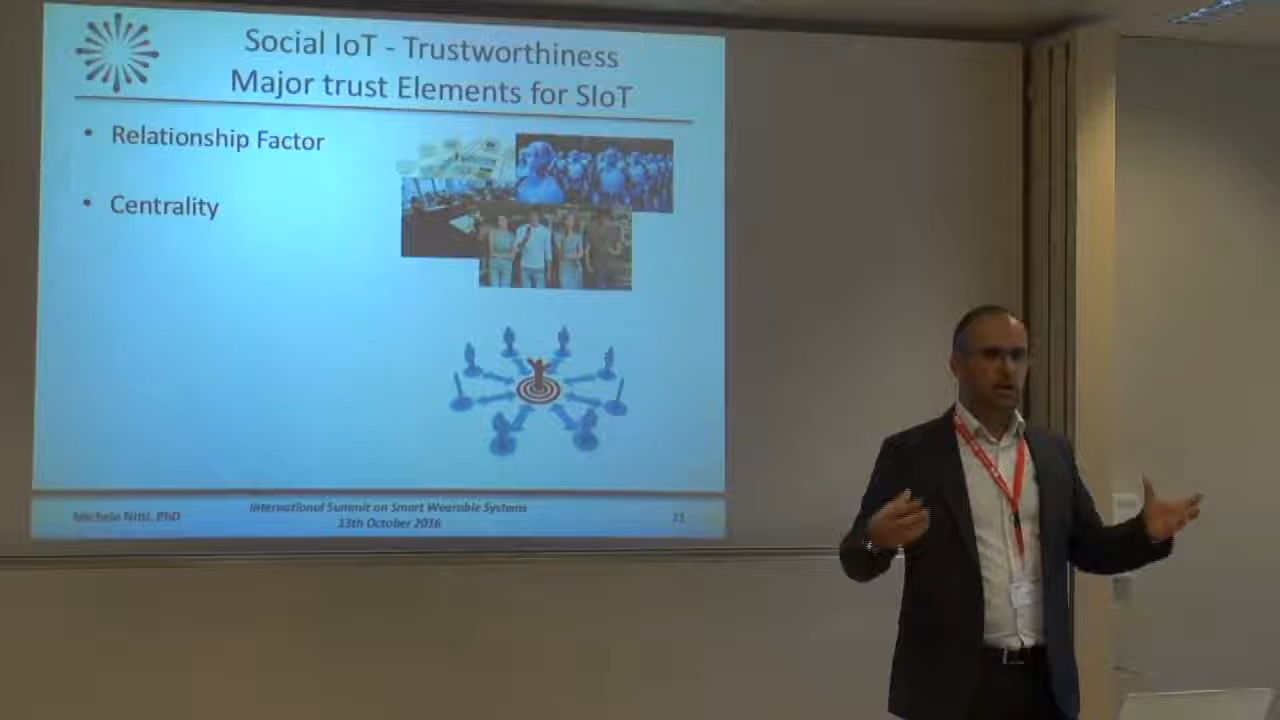 Social IoT - Trustworthiness
Major trust Elements for SIoT
• Relationship Factor
• Centrality
Michele Nitti, PhD
International Summit on Smart Wearable Systems
13th October 2016